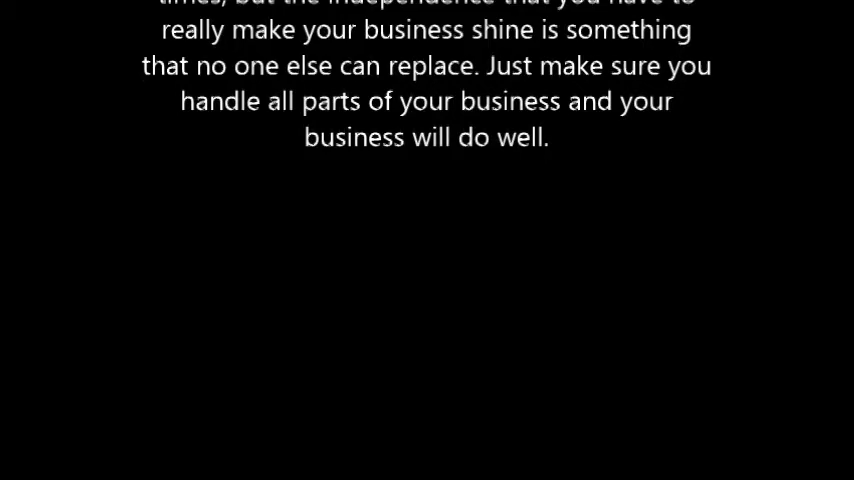 times, but the independence that you have to
really make your business shine is something
that no one else can replace. Just make sure you
handle all parts of your business and your
business will do well.